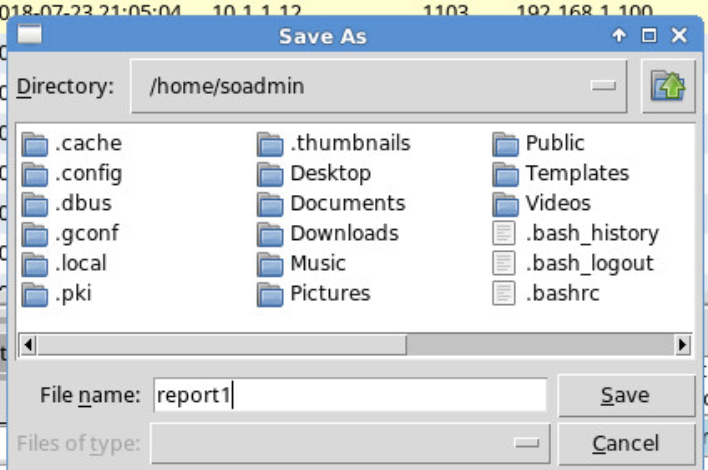 018-07-23 21:05:04 10.1.1.12 1103 192.168.1.100
Save As
Directory: /home/soadmin
.cache .thumbnails Public
.config Desktop Templates
.dbus Documents Videos
.gconf Downloads .bash_history
.local Music .bash_logout
.pki Pictures .bashrc
File name: report1 Save
Files of type: Cancel